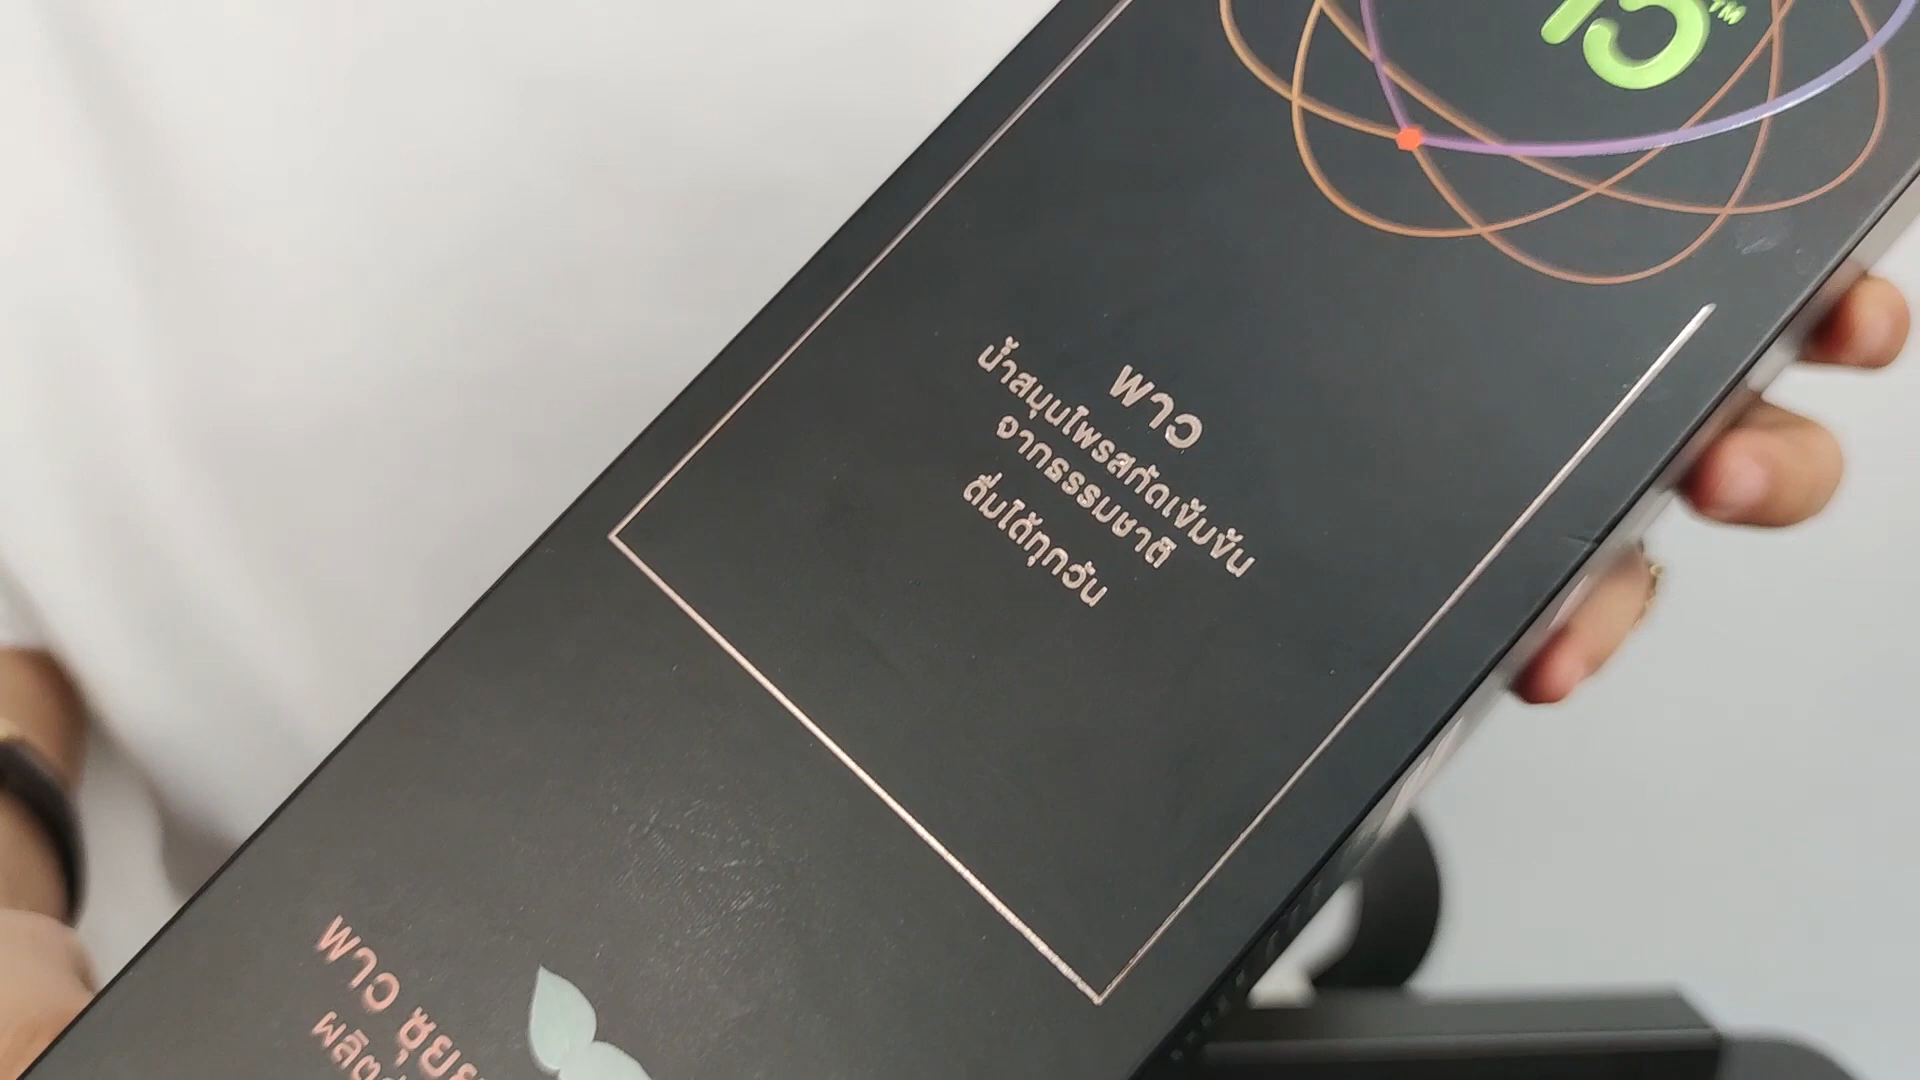 พาว
น้ำสมุนไพรสกัดเข้มข้น
จากธรรมชาติ
ดื่มได้ทุกวัน
พาว